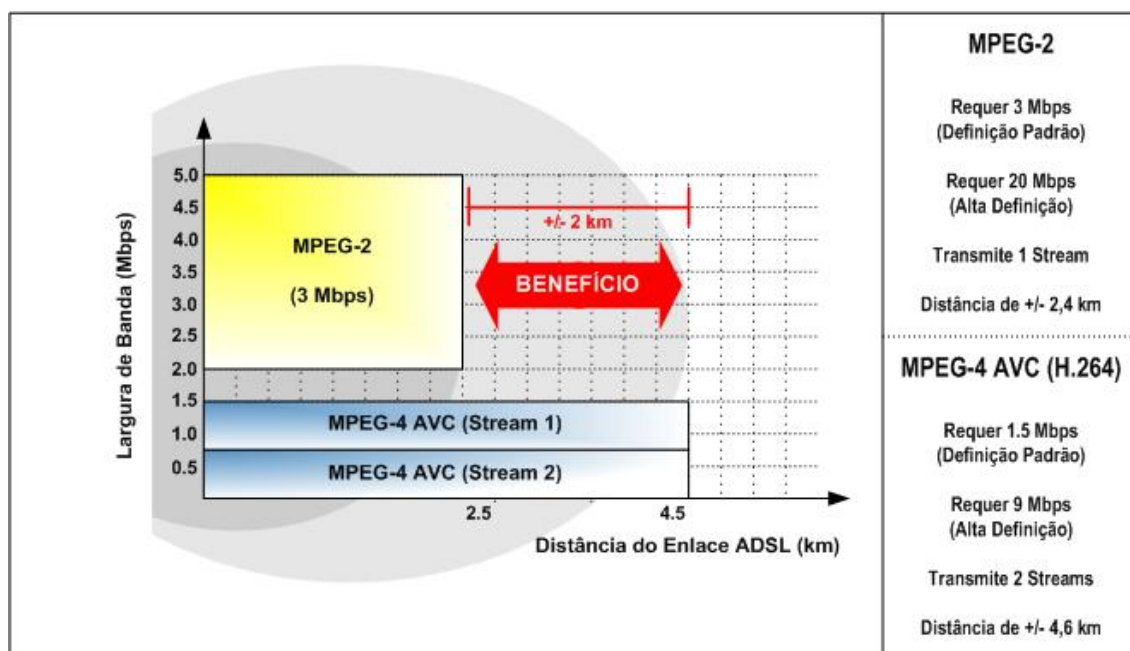 Largura de Banda (Mbps)
5.0
4.5
4.0
3.5
3.0
2.5
2.0
1.5
1.0
0.5
MPEG-2
(3 Mbps)
+/- 2 km
BENEFÍCIO
MPEG-4 AVC (Stream 1)
MPEG-4 AVC (Stream 2)
2.5
4.5
Distância do Enlace ADSL (km)
MPEG-2
Requer 3 Mbps
(Definição Padrão)
Requer 20 Mbps
(Alta Definição)
Transmite 1 Stream
Distância de +/- 2,4 km
MPEG-4 AVC (H.264)
Requer 1.5 Mbps
(Definição Padrão)
Requer 9 Mbps
(Alta Definição)
Transmite 2 Streams
Distância de +/- 4,6 km